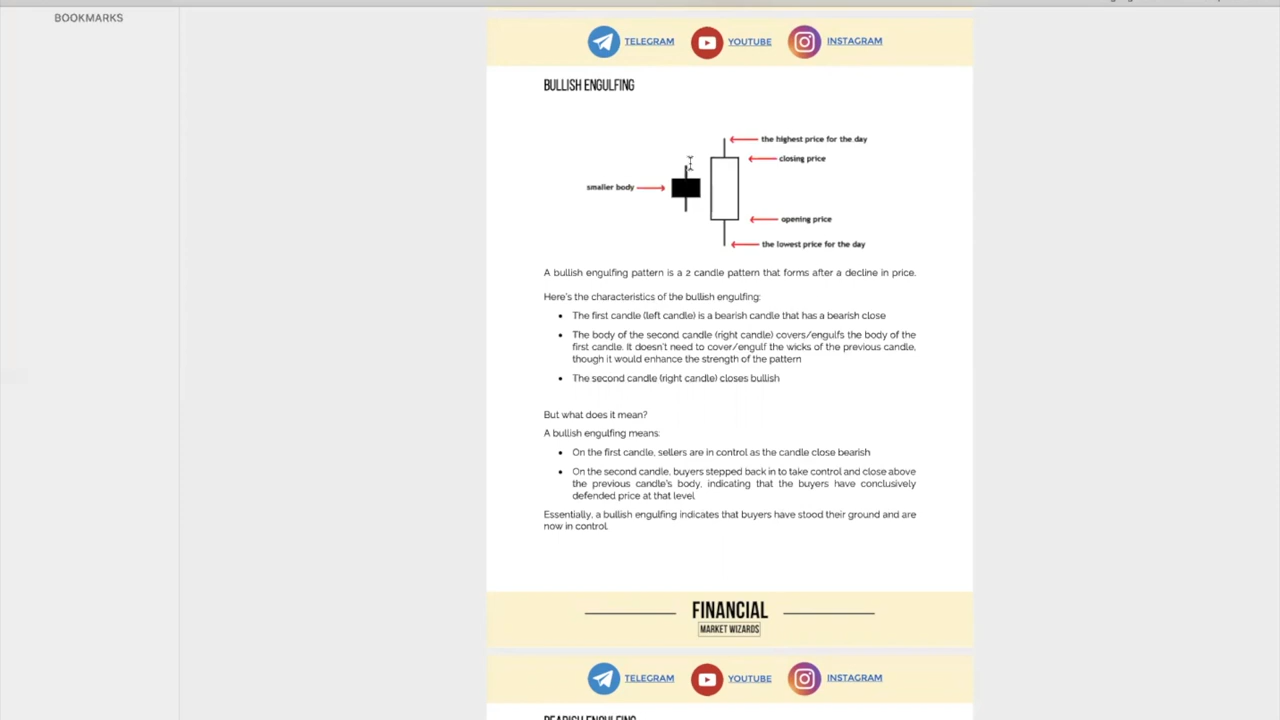 BOOKMARKS
TELEGRAM YOUTUBE INSTAGRAM
BULLISH ENGULFING
the highest price for the day
closing price
smaller body
opening price
the lowest price for the day
A bullish engulfing pattern is a 2 candle pattern that forms after a decline in price.
Here's the characteristics of the bullish engulfing:
• The first candle (left candle) is a bearish candle that has a bearish close
• The body of the second candle (right candle) covers/engulfs the body of the
first candle. It doesn't need to cover/engulf the wicks of the previous candle,
though it would enhance the strength of the pattern
• The second candle (right candle) closes bullish
But what does it mean?
A bullish engulfing means:
• On the first candle, sellers are in control as the candle close bearish
• On the second candle, buyers stepped back in to take control and close above
the previous candle's body, indicating that the buyers have conclusively
defended price at that level
Essentially, a bullish engulfing indicates that buyers have stood their ground and are
now in control.
FINANCIAL
MARKET WIZARDS
TELEGRAM YOUTUBE INSTAGRAM
BEARISH ENGULFING